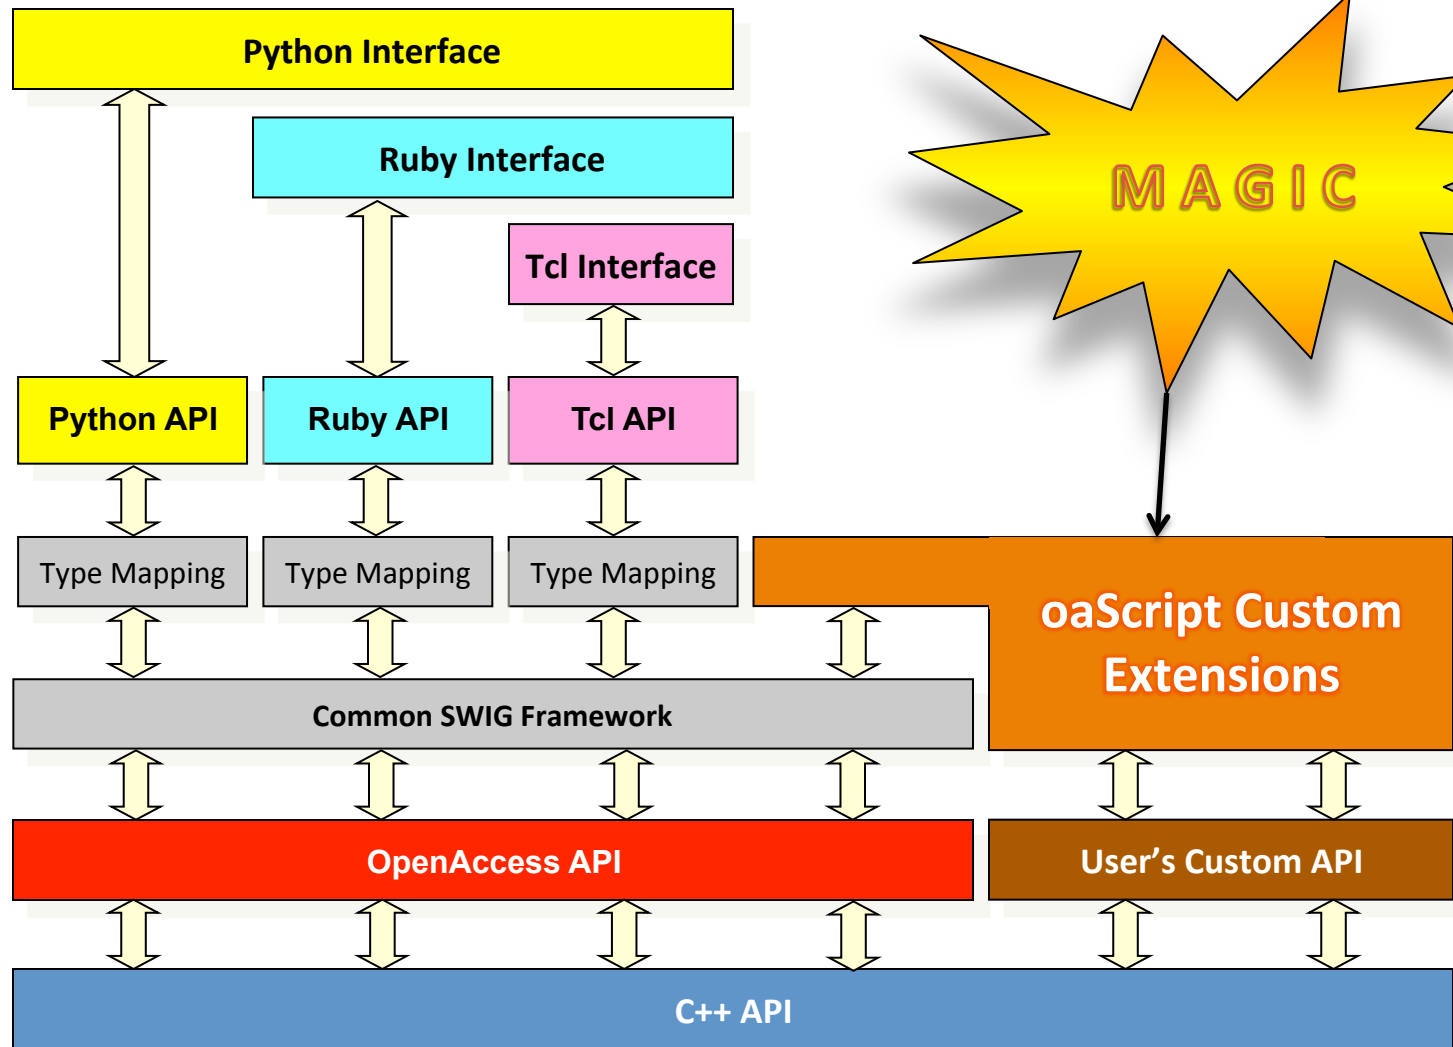 Python Interface
Ruby Interface
M A G I C
Tcl Interface
Python API
Ruby API
Tcl API
Type Mapping
Type Mapping
Type Mapping
oaScript Custom
Extensions
Common SWIG Framework
OpenAccess API
User's Custom API
C++ API